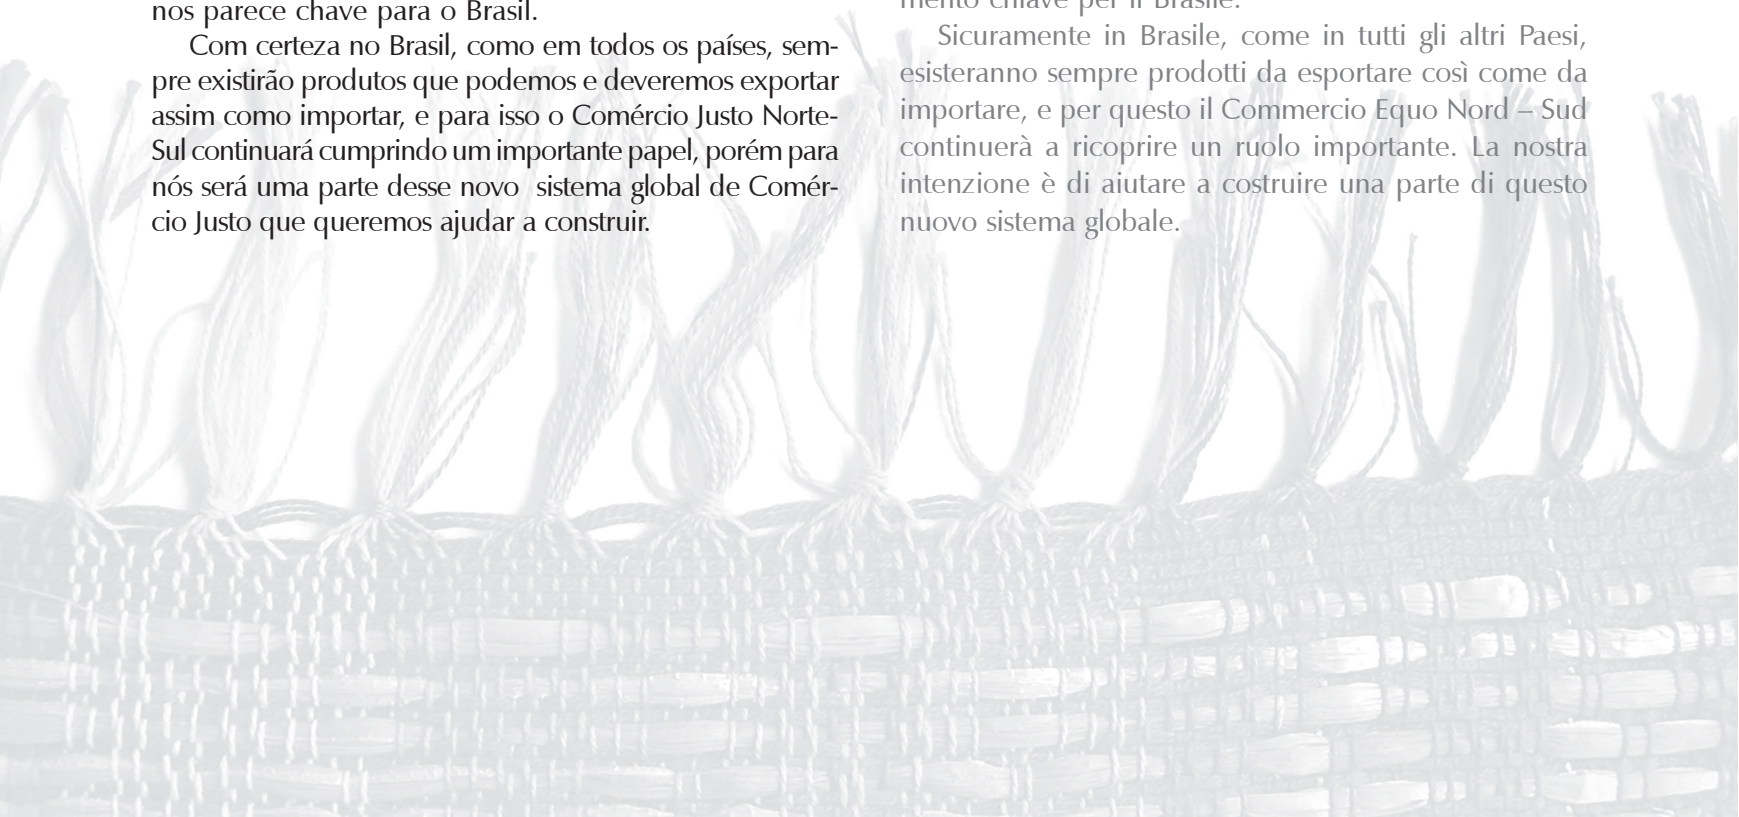 nos parece chave para o Brasil.
Com certeza no Brasil, como em todos os países, sem-
pre existirão produtos que podemos e deveremos exportar
assim como importar, e para isso o Comércio Justo Norte-
Sul continuará cumprindo um importante papel, porém para
nós será uma parte desse novo sistema global de Comér-
cio Justo que queremos ajudar a construir.
mento chiave per il Brasile.
Sicuramente in Brasile, come in tutti gli altri Paesi,
esisteranno sempre prodotti da esportare così come da
importare, e per questo il Commercio Equo Nord – Sud
continuerà a ricoprire un ruolo importante. La nostra
intenzione è di aiutare a costruire una parte di questo
nuovo sistema globale.